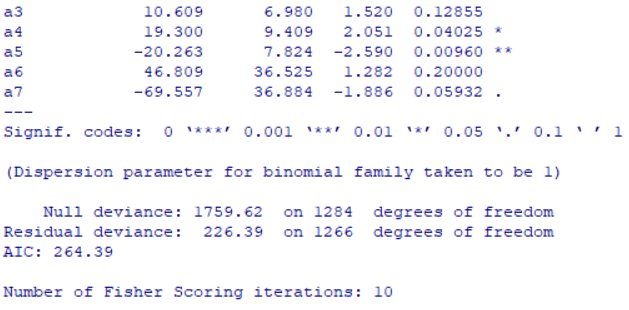 a3 10.609 6.980 1.520 0.12855
a4 19.300 9.409 2.051 0.04025 *
a5 -20.263 7.824 -2.590 0.00960 **
a6 46.809 36.525 1.282 0.20000
a7 -69.557 36.884 -1.886 0.05932 .
---
Signif. codes: 0 ‘***’ 0.001 ‘**’ 0.01 ‘*’ 0.05 ‘.’ 0.1 ‘ ’ 1
(Dispersion parameter for binomial family taken to be 1)
Null deviance: 1759.62 on 1284 degrees of freedom
Residual deviance: 226.39 on 1266 degrees of freedom
AIC: 264.39
Number of Fisher Scoring iterations: 10